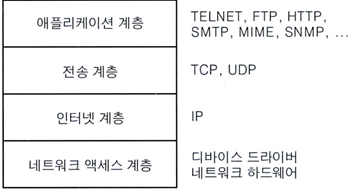 애플리케이션 계층
TELNET, FTP, HTTP,
SMTP, MIME, SNMP, ...
전송 계층
TCP, UDP
인터넷 계층
IP
네트워크 액세스 계층
디바이스 드라이버
네트워크 하드웨어